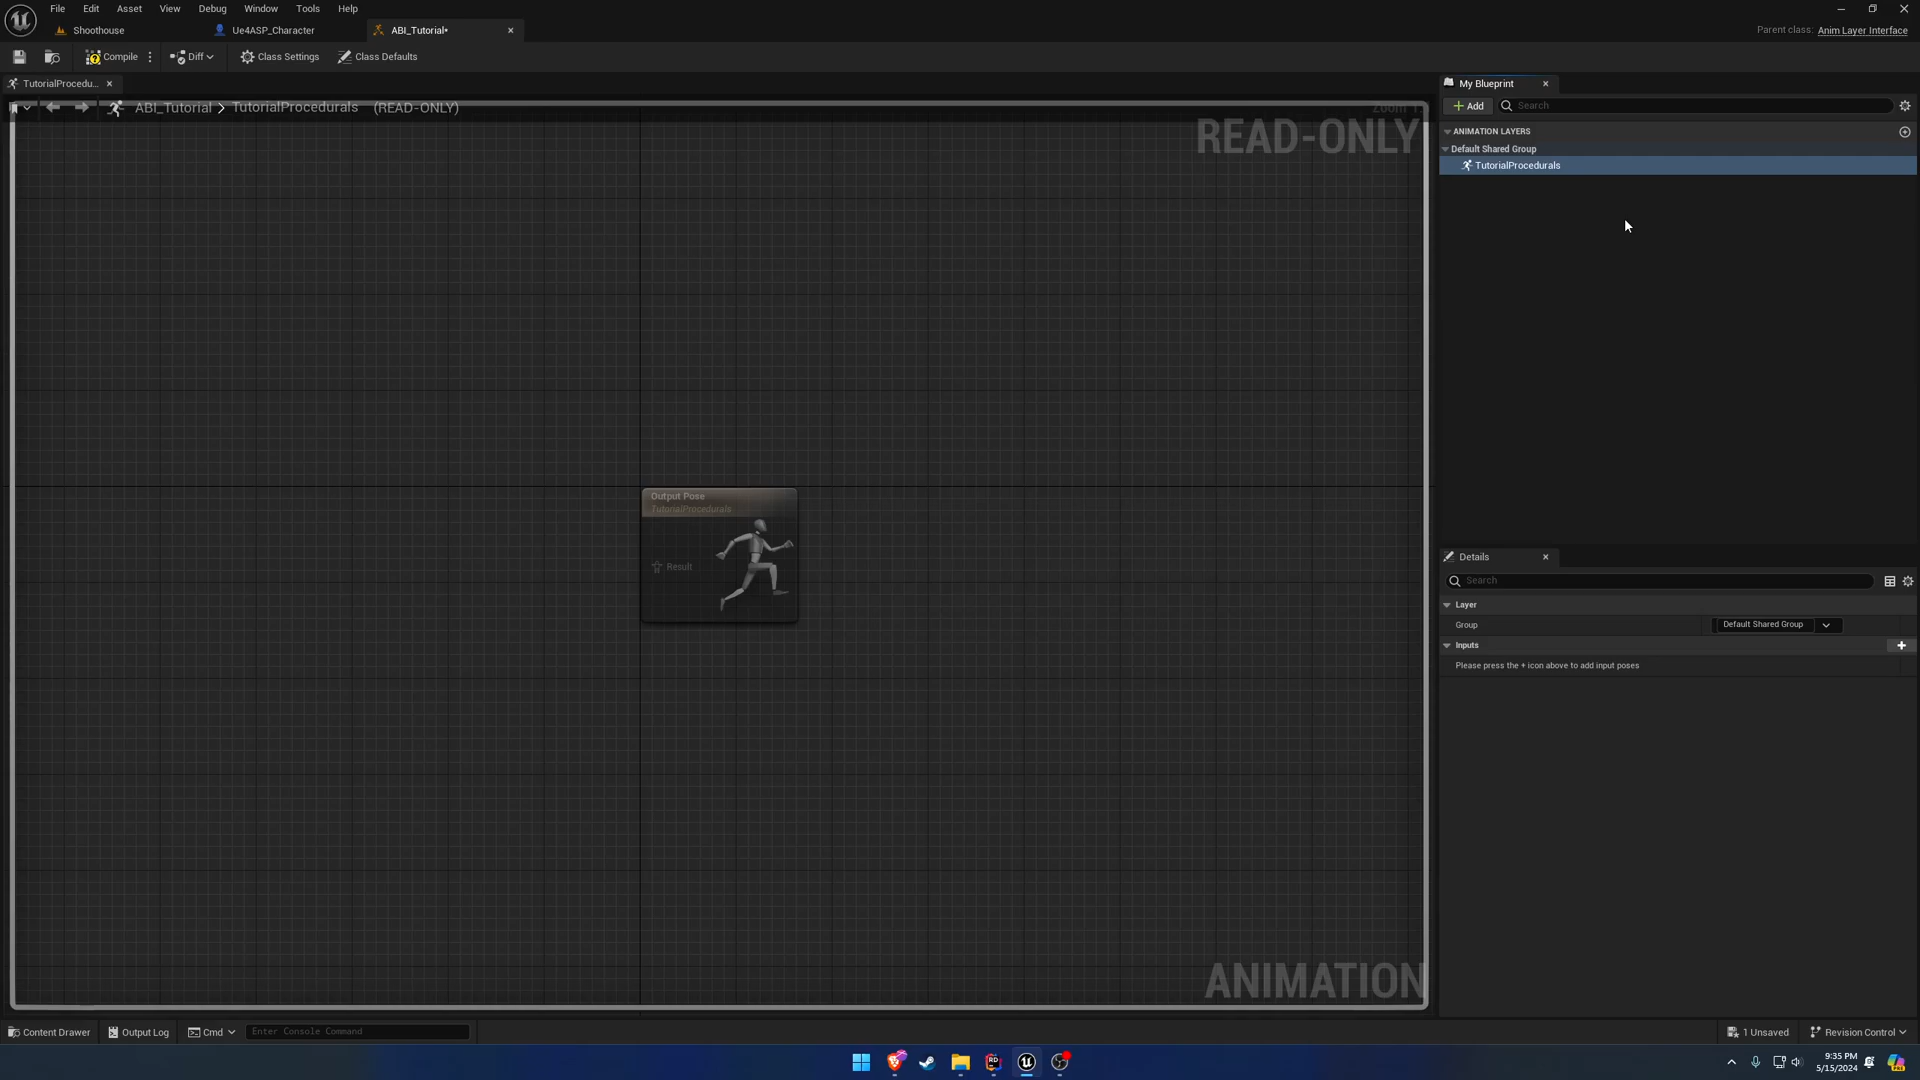 File Edit Asset View Debug Window Tools Help
Shoothouse Ue4ASP_Character ABI_Tutorial•
Parent class: Anim Layer Interface
Compile Diff Class Settings Class Defaults
TutorialProcedu...
ABI_Tutorial > TutorialProcedurals (READ-ONLY)
READ-ONLY
Output Pose
TutorialProcedurals
Result
ANIMATION
My Blueprint
+ Add Search
ANIMATION LAYERS
Default Shared Group
TutorialProcedurals
Details
Search
Layer
Group Default Shared Group
Inputs
Please press the + icon above to add input poses
Content Drawer Output Log Cmd Enter Console Command
1 Unsaved Revision Control
9:35 PM
5/15/2024